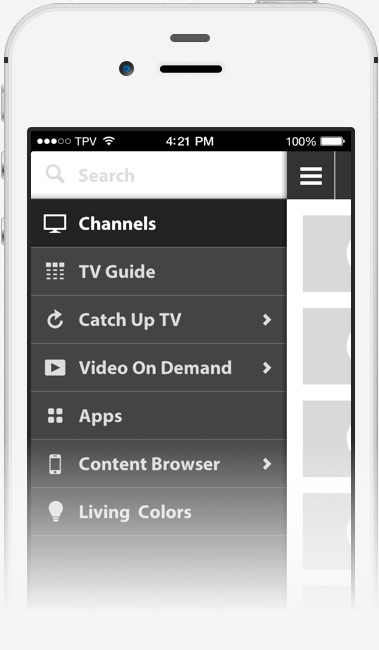 TPV 4:21 PM 100%
Search
Channels
TV Guide
Catch Up TV
Video On Demand
Apps
Content Browser
Living Colors